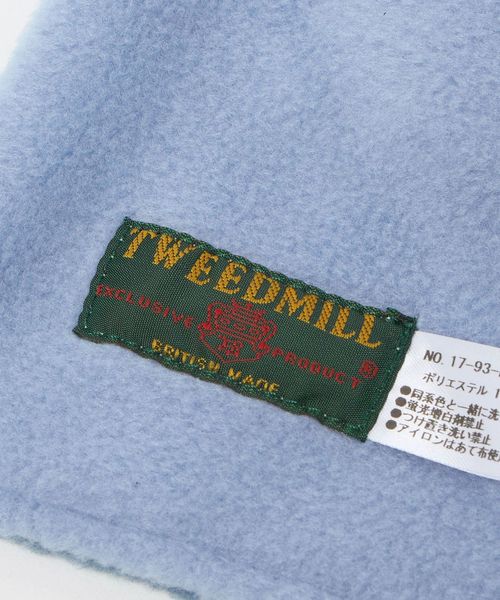 TWEEDMILL
EXCLUSIVE PRODUCT ®
BRITISH MADE
NO. 17-93-
ポリエステル 1
●同系色と一緒に洗
●蛍光増白剤禁止
●つけ置き洗い禁止
●アイロンはあて布使